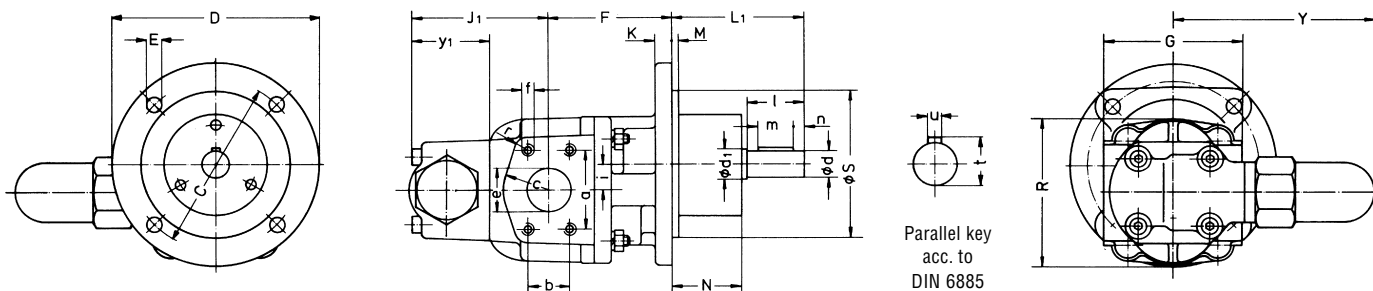 D
E
C
J1
F
L1
y1
K
M
f
l
m
n
r
e
c
a
i
φd1
φd
φS
b
N
u
t
Parallel key
acc. to
DIN 6885
Y
G
R